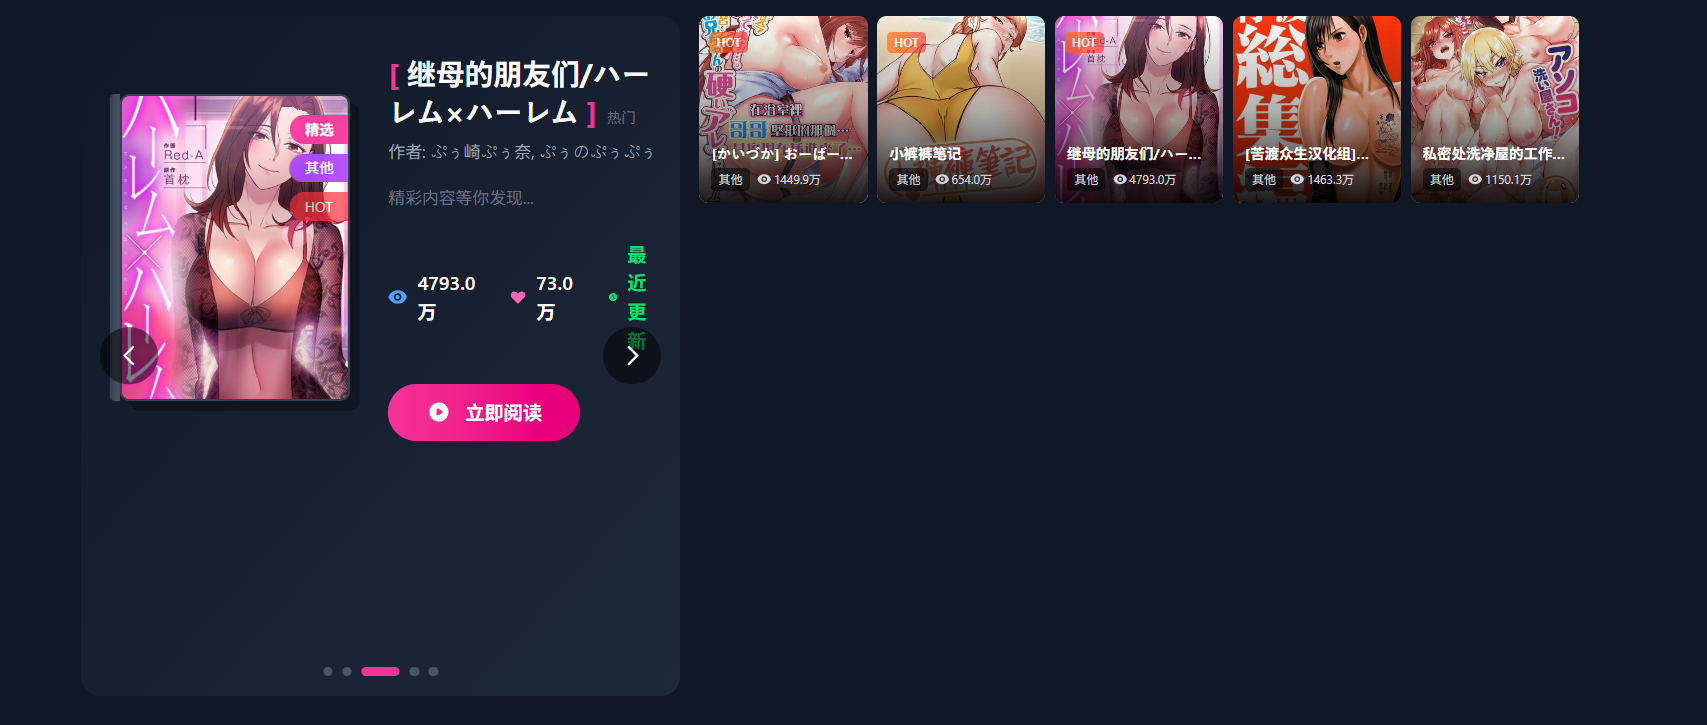 [ 继母的朋友们/ハー
レム×ハーレム ] 热门
作者: ぷぅ崎ぷぅ奈, ぷぅのぷぅぷぅ
精彩内容等你发现...
4793.0
万
73.0
万
最
近
更
新
立即阅读
精选
其他
HOT
作画
Red-A
原作
首枕
ハーレム×ハーレム
HOT
硬いアレ
在浴室裡
哥哥堅挺的那個…
[かいづか] おーばー...
其他 1449.9万
HOT
小裤裤笔记
其他 654.0万
HOT
首枕
继母的朋友们/ハー...
其他 4793.0万
総集
[苦渡众生汉化组]...
其他 1463.3万
アソコ
洗い屋
私密处洗净屋的工作...
其他 1150.1万